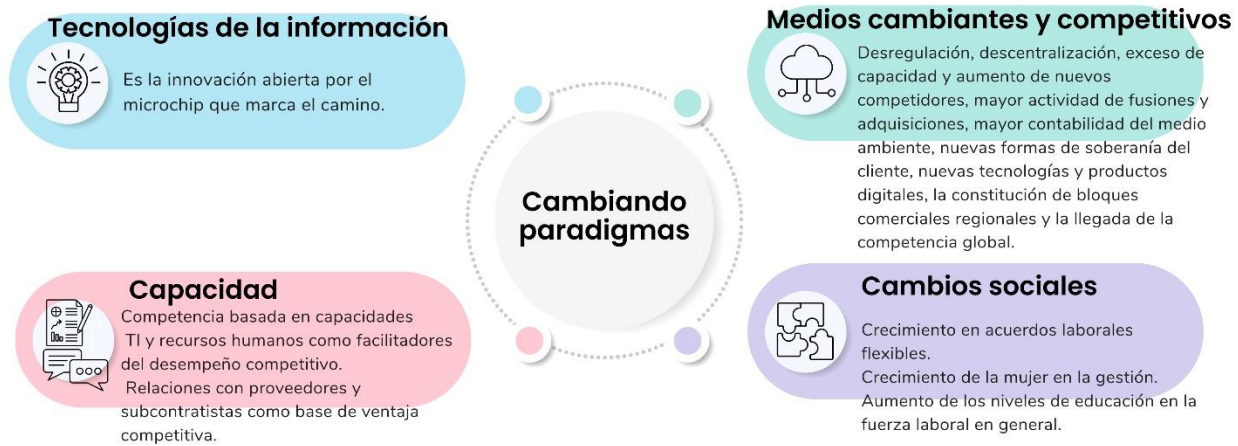 Tecnologías de la información
Es la innovación abierta por el
microchip que marca el camino.
Medios cambiantes y competitivos
Desregulación, descentralización, exceso de
capacidad y aumento de nuevos
competidores, mayor actividad de fusiones y
adquisiciones, mayor contabilidad del medio
ambiente, nuevas formas de soberanía del
cliente, nuevas tecnologías y productos
digitales, la constitución de bloques
comerciales regionales y la llegada de la
competencia global.
Cambiando
paradigmas
Capacidad
Competencia basada en capacidades
TI y recursos humanos como facilitadores
del desempeño competitivo.
Relaciones con proveedores y
subcontratistas como base de ventaja
competitiva.
Cambios sociales
Crecimiento en acuerdos laborales
flexibles.
Crecimiento de la mujer en la gestión.
Aumento de los niveles de educación en la
fuerza laboral en general.